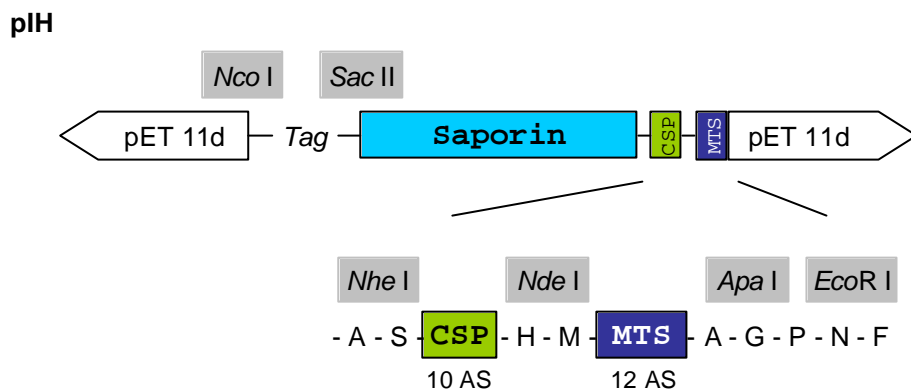 pIH
Nco I Sac II
pET 11d Tag Saporin CSP MTS pET 11d
Nhe I Nde I Apa I EcoR I
- A - S - CSP - H - M - MTS - A - G - P - N - F
10 AS 12 AS